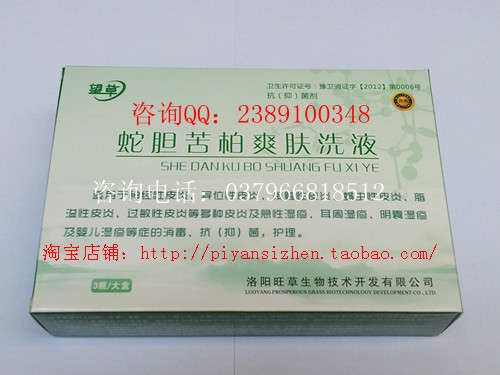 望草
卫生许可证号:豫卫消证字【2012】第0006号
抗(抑)菌剂
咨询QQ:2389100348
蛇胆苦柏爽肤洗液
SHE DAN KU BO SHUANG FU XI YE
咨询电话:037966818512
溢性皮炎、过敏性皮炎等多种皮炎及急性湿疹、耳周湿疹、阴囊湿疹
及婴儿湿疹等症的消毒、抗(抑)菌,护理。
淘宝店铺:http://piyansizhen.taobao.com/
3瓶/大盒
洛阳旺草生物技术开发有限公司
LUOYANG PROSPEROUS GRASS BIOTECHNOLOGY DEVELOPMENT CO., LTD.